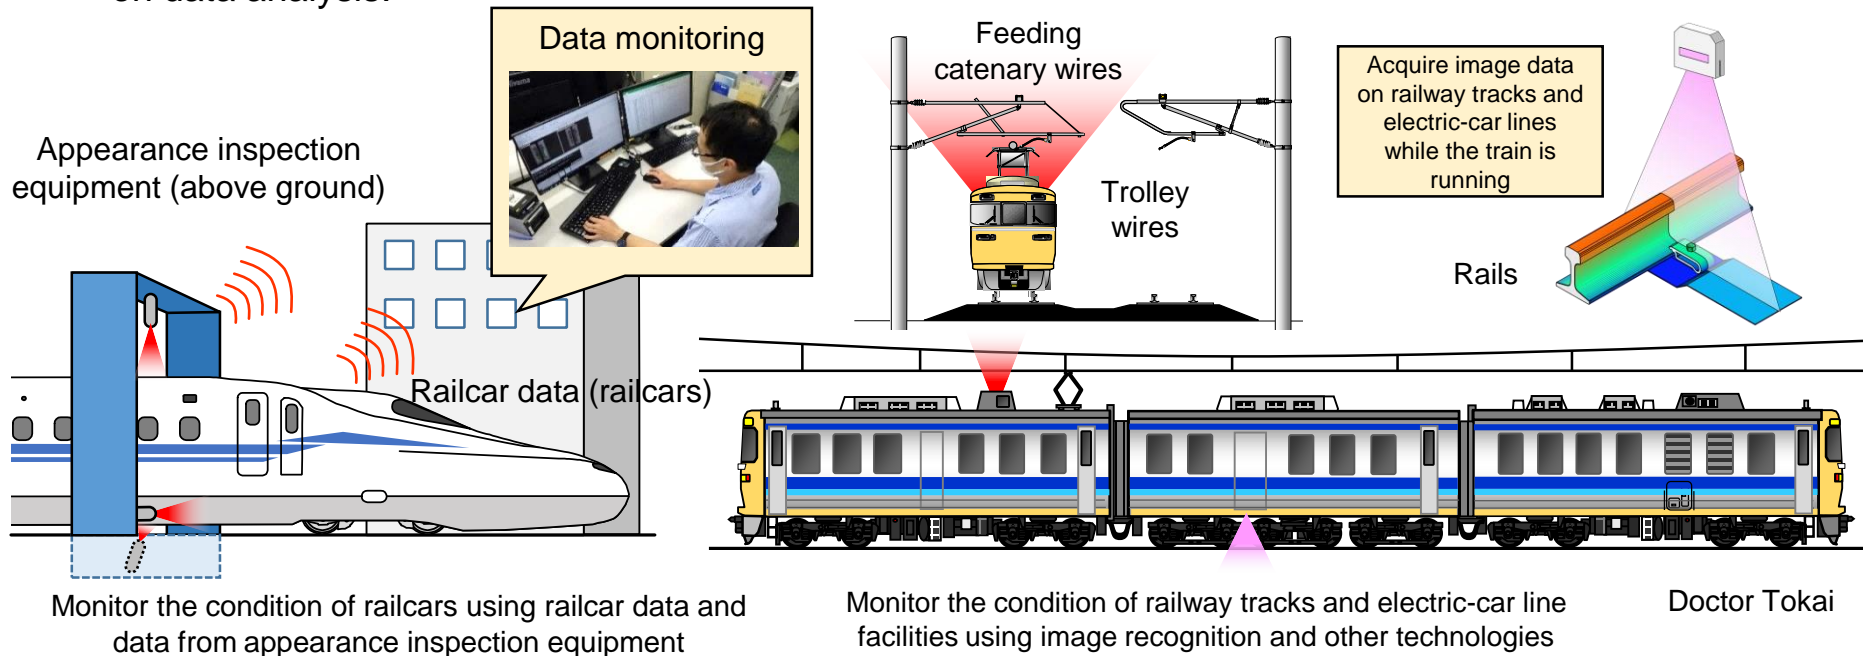 on data analysis.
Data monitoring
Feeding
catenary wires
Acquire image data
on railway tracks and
electric-car lines
while the train is
running
Appearance inspection
equipment (above ground)
Trolley
wires
Rails
Railcar data (railcars)
Monitor the condition of railcars using railcar data and
data from appearance inspection equipment
Monitor the condition of railway tracks and electric-car line
facilities using image recognition and other technologies
Doctor Tokai